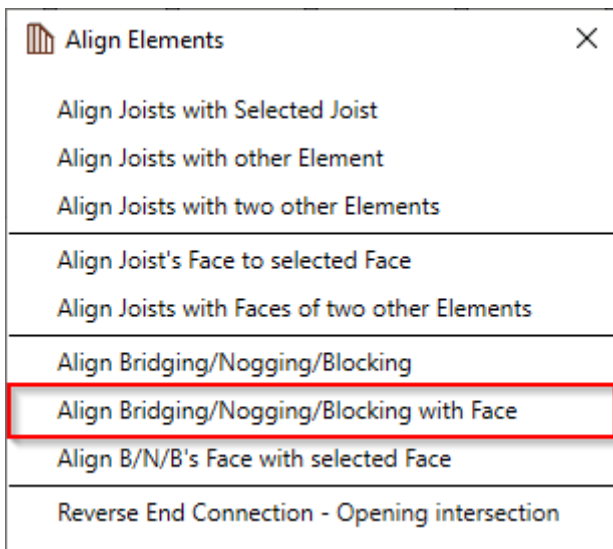 Align Elements
Align Joists with Selected Joist
Align Joists with other Element
Align Joists with two other Elements
Align Joist's Face to selected Face
Align Joists with Faces of two other Elements
Align Bridging/Nogging/Blocking
Align Bridging/Nogging/Blocking with Face
Align B/N/B's Face with selected Face
Reverse End Connection - Opening intersection